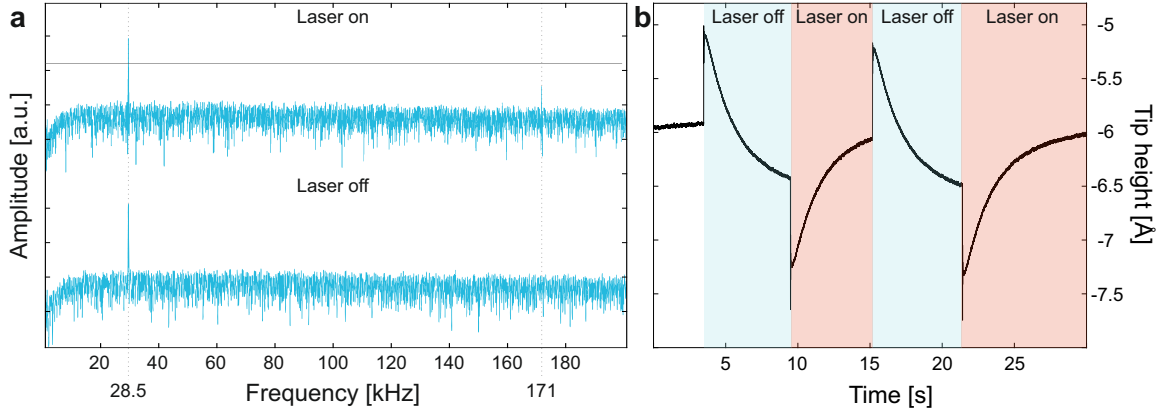 a
Laser on
Laser off
Amplitude [a.u.]
20 40 60 80 100 120 140 160 180
28.5 Frequency [kHz] 171
b
Laser off Laser on Laser off Laser on
-5
-5.5
-6
-6.5
-7
-7.5
Tip height [Å]
5 10 15 20 25
Time [s]